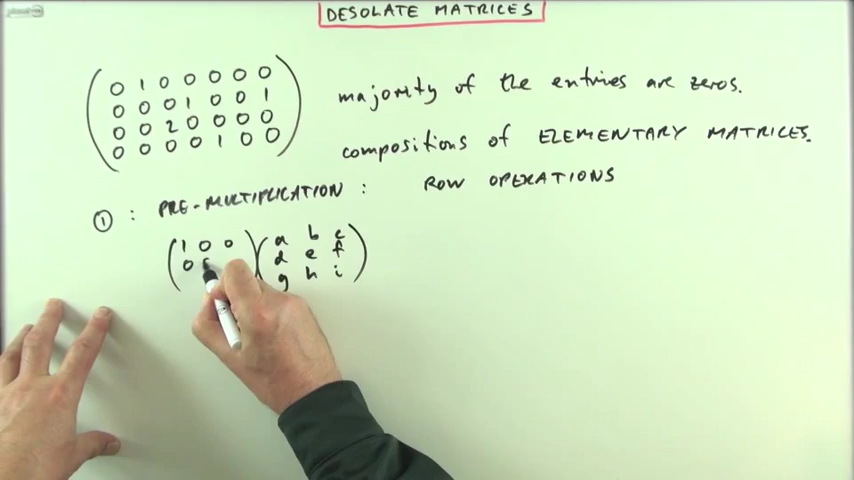 DESOLATE MATRICES
0 1 0 0 0 0 0
0 0 0 1 0 0 1
0 0 2 0 0 0 0
0 0 0 0 1 0 0
majority of the entries are zeros.
compositions of ELEMENTARY MATRICES.
① : PRE-MULTIPLICATION : ROW OPERATIONS
1 0 0 a b c
0 d e f
g h i